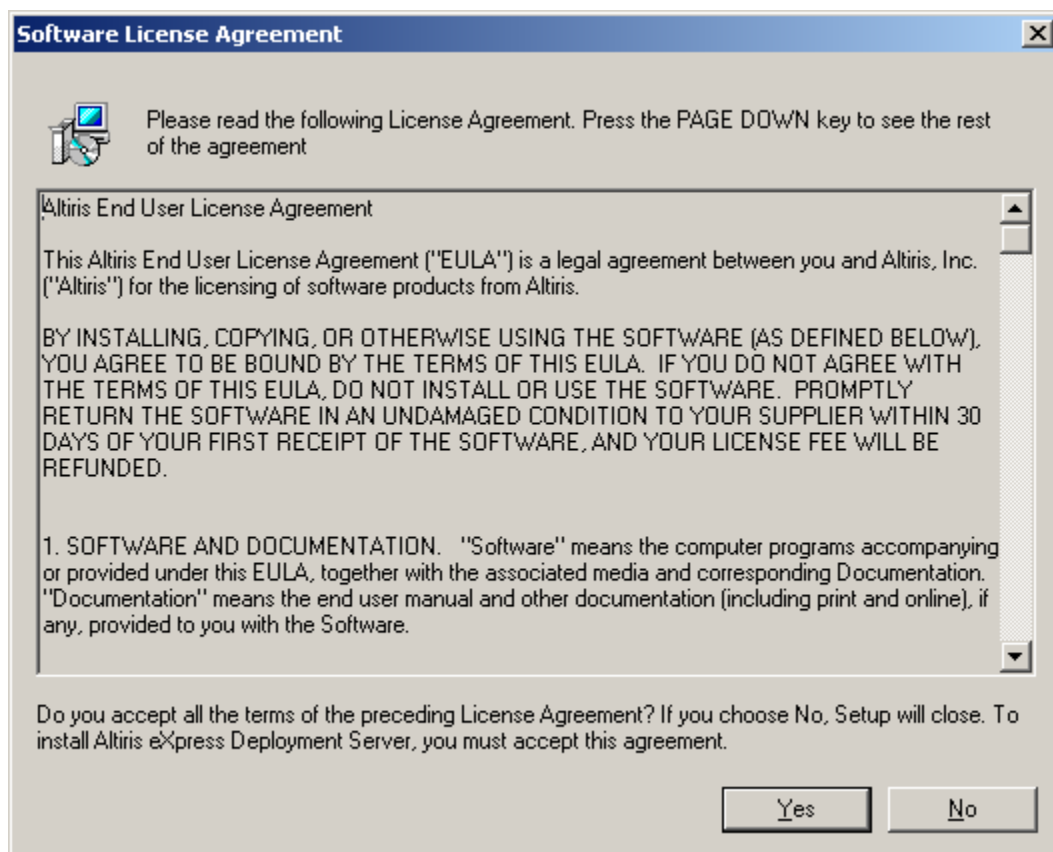 Software License Agreement
Please read the following License Agreement. Press the PAGE DOWN key to see the rest
of the agreement
Altiris End User License Agreement
This Altiris End User License Agreement ("EULA") is a legal agreement between you and Altiris, Inc.
("Altiris") for the licensing of software products from Altiris.
BY INSTALLING, COPYING, OR OTHERWISE USING THE SOFTWARE (AS DEFINED BELOW),
YOU AGREE TO BE BOUND BY THE TERMS OF THIS EULA.  IF YOU DO NOT AGREE WITH
THE TERMS OF THIS EULA, DO NOT INSTALL OR USE THE SOFTWARE.  PROMPTLY
RETURN THE SOFTWARE IN AN UNDAMAGED CONDITION TO YOUR SUPPLIER WITHIN 30
DAYS OF YOUR FIRST RECEIPT OF THE SOFTWARE, AND YOUR LICENSE FEE WILL BE
REFUNDED.
1. SOFTWARE AND DOCUMENTATION.   "Software" means the computer programs accompanying
or provided under this EULA, together with the associated media and corresponding Documentation.
"Documentation" means the end user manual and other documentation (including print and online), if
any, provided to you with the Software.
Do you accept all the terms of the preceding License Agreement? If you choose No, Setup will close. To
install Altiris eXpress Deployment Server, you must accept this agreement.
Yes
No